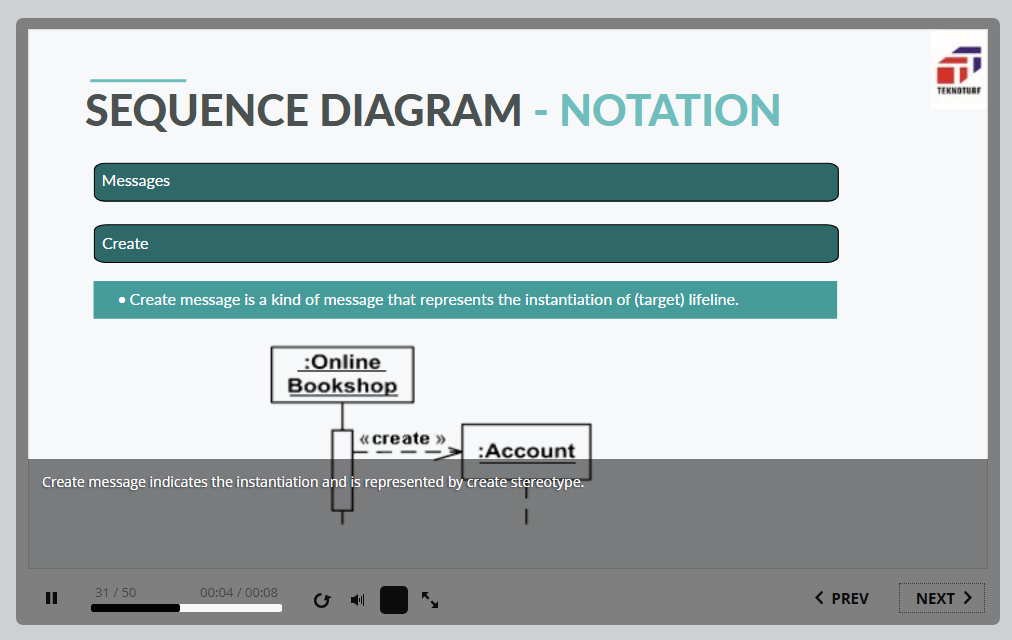 TEKNOTURF
SEQUENCE DIAGRAM - NOTATION
Messages
Create
• Create message is a kind of message that represents the instantiation of (target) lifeline.
:Online
Bookshop
«create »
:Account
Create message indicates the instantiation and is represented by create stereotype.
31 / 50
00:04 / 00:08
PREV
NEXT